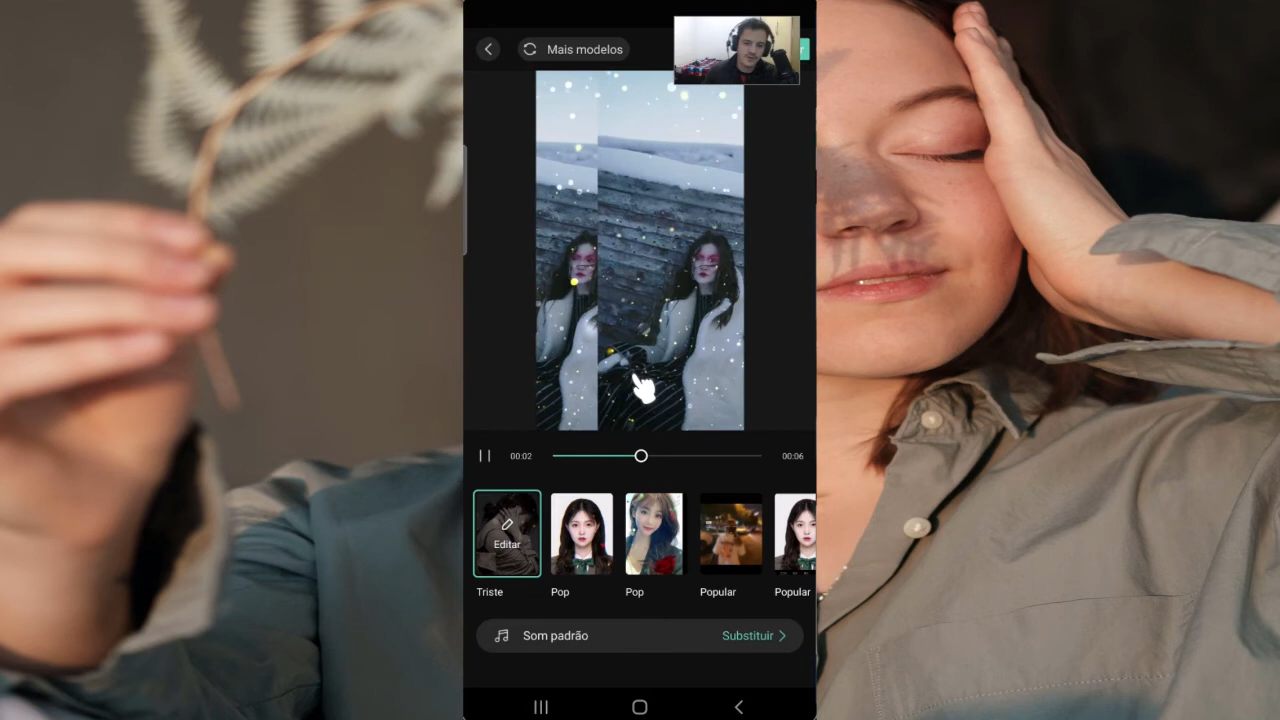 Mais modelos
r
00:02
00:06
Editar
Triste
Pop
Pop
Popular
Popular
Som padrão
Substituir